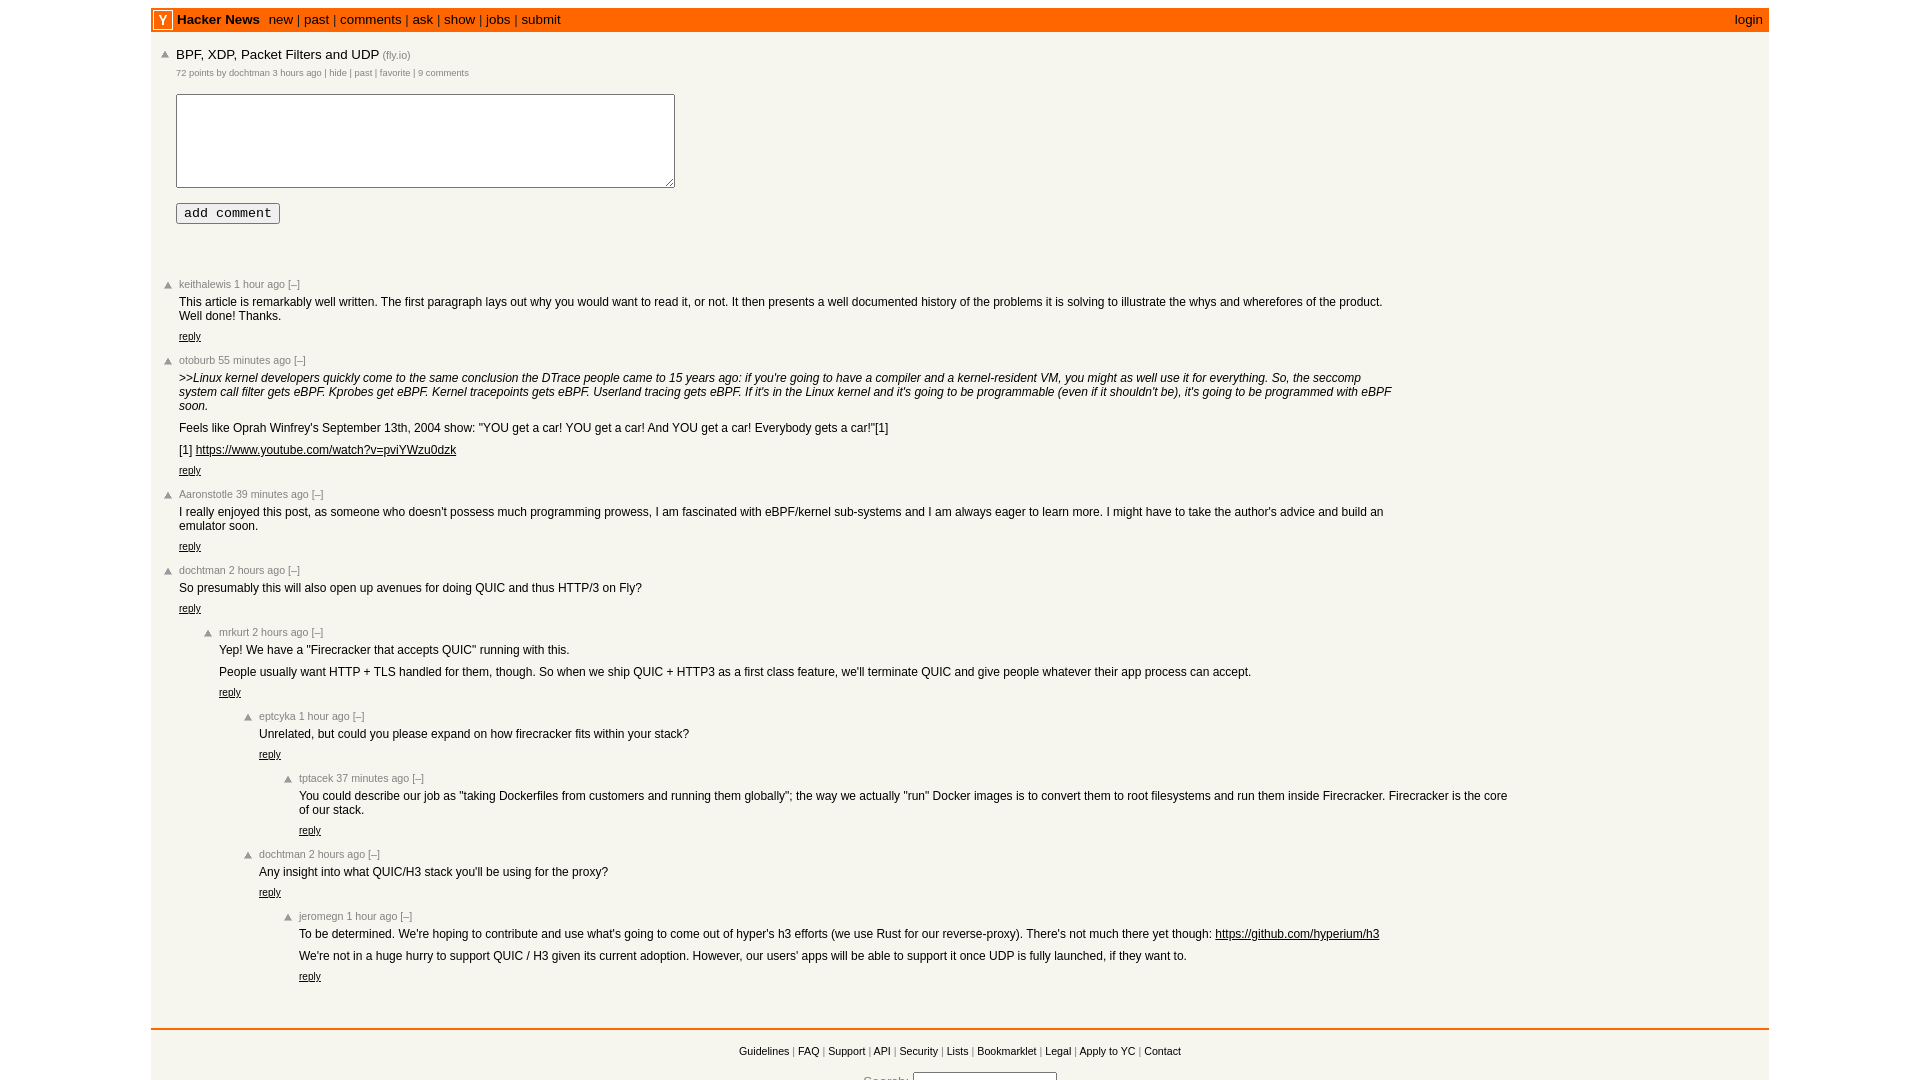 Y Hacker News new | past | comments | ask | show | jobs | submit login
BPF, XDP, Packet Filters and UDP (fly.io)
72 points by dochtman 3 hours ago | hide | past | favorite | 9 comments
add comment
keithalewis 1 hour ago [–]
This article is remarkably well written. The first paragraph lays out why you would want to read it, or not. It then presents a well documented history of the problems it is solving to illustrate the whys and wherefores of the product.
Well done! Thanks.
reply
otoburb 55 minutes ago [–]
>>Linux kernel developers quickly come to the same conclusion the DTrace people came to 15 years ago: if you're going to have a compiler and a kernel-resident VM, you might as well use it for everything. So, the seccomp
system call filter gets eBPF. Kprobes get eBPF. Kernel tracepoints gets eBPF. Userland tracing gets eBPF. If it's in the Linux kernel and it's going to be programmable (even if it shouldn't be), it's going to be programmed with eBPF
soon.
Feels like Oprah Winfrey's September 13th, 2004 show: "YOU get a car! YOU get a car! And YOU get a car! Everybody gets a car!"[1]
[1] https://www.youtube.com/watch?v=pviYWzu0dzk
reply
Aaronstotle 39 minutes ago [–]
I really enjoyed this post, as someone who doesn't possess much programming prowess, I am fascinated with eBPF/kernel sub-systems and I am always eager to learn more. I might have to take the author's advice and build an
emulator soon.
reply
dochtman 2 hours ago [–]
So presumably this will also open up avenues for doing QUIC and thus HTTP/3 on Fly?
reply
mrkurt 2 hours ago [–]
Yep! We have a "Firecracker that accepts QUIC" running with this.
People usually want HTTP + TLS handled for them, though. So when we ship QUIC + HTTP3 as a first class feature, we'll terminate QUIC and give people whatever their app process can accept.
reply
eptcyka 1 hour ago [–]
Unrelated, but could you please expand on how firecracker fits within your stack?
reply
tptacek 37 minutes ago [–]
You could describe our job as "taking Dockerfiles from customers and running them globally"; the way we actually "run" Docker images is to convert them to root filesystems and run them inside Firecracker. Firecracker is the core
of our stack.
reply
dochtman 2 hours ago [–]
Any insight into what QUIC/H3 stack you'll be using for the proxy?
reply
jeromegn 1 hour ago [–]
To be determined. We're hoping to contribute and use what's going to come out of hyper's h3 efforts (we use Rust for our reverse-proxy). There's not much there yet though: https://github.com/hyperium/h3
We're not in a huge hurry to support QUIC / H3 given its current adoption. However, our users' apps will be able to support it once UDP is fully launched, if they want to.
reply
Guidelines | FAQ | Support | API | Security | Lists | Bookmarklet | Legal | Apply to YC | Contact
Search: